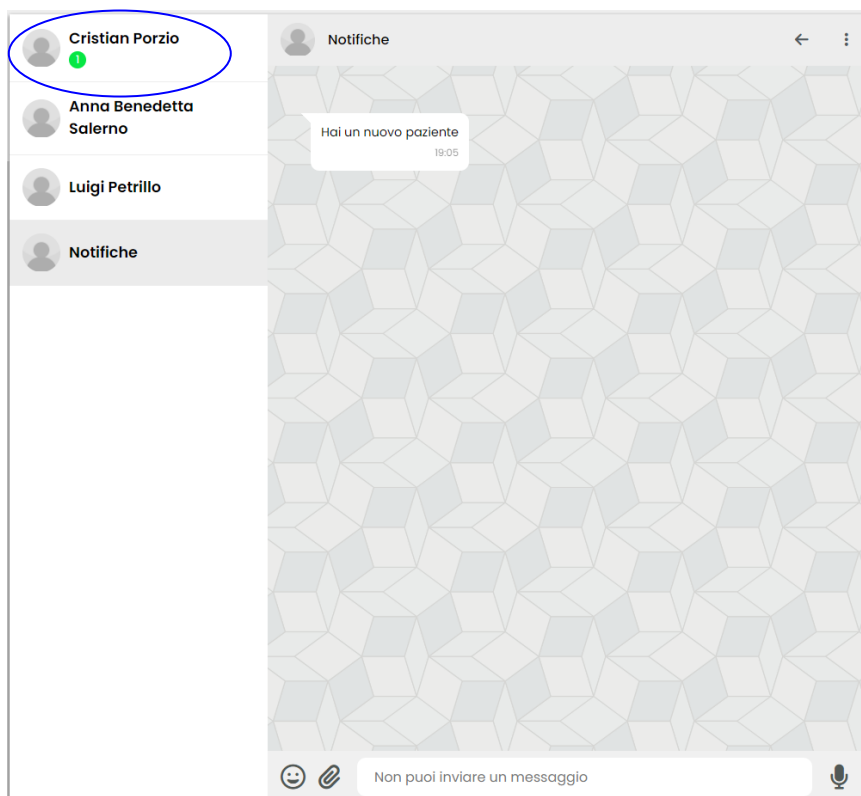 Cristian Porzio
1
Anna Benedetta
Salerno
Luigi Petrillo
Notifiche
Notifiche
Hai un nuovo paziente
19:05
Non puoi inviare un messaggio